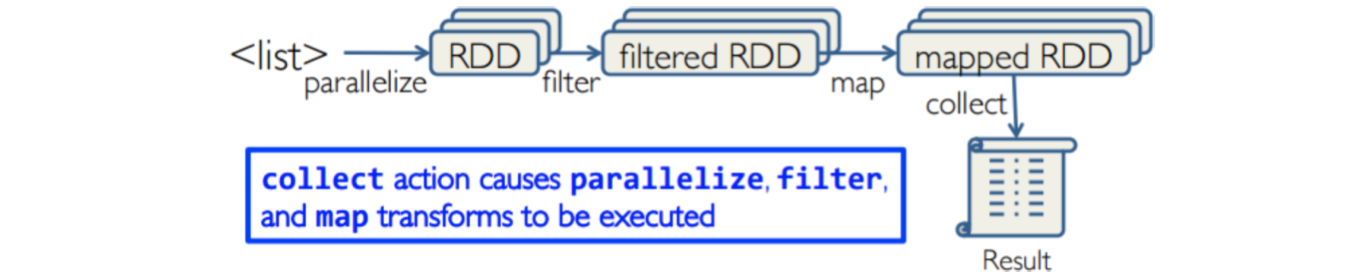 <list> RDD filtered RDD mapped RDD
parallelize filter map
collect
collect action causes parallelize, filter,
and map transforms to be executed
Result